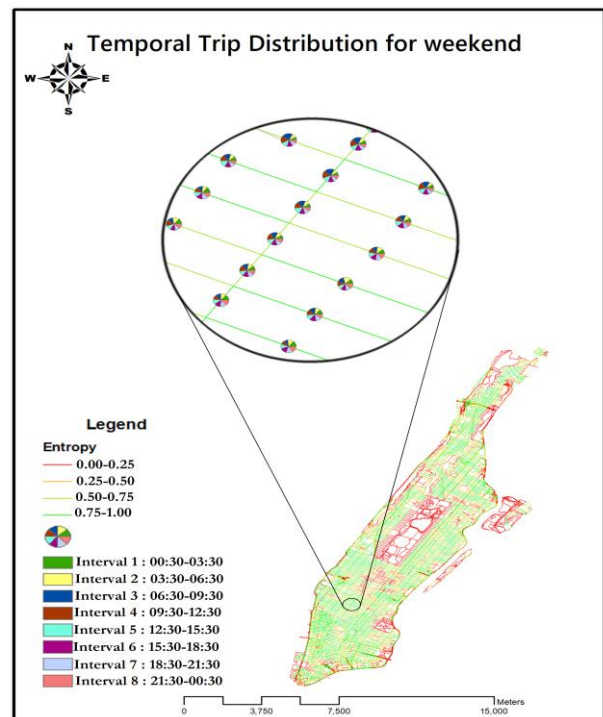 Temporal Trip Distribution for weekend
N
W E
S
Legend
Entropy
0.00-0.25
0.25-0.50
0.50-0.75
0.75-1.00
Interval 1 : 00:30-03:30
Interval 2 : 03:30-06:30
Interval 3 : 06:30-09:30
Interval 4 : 09:30-12:30
Interval 5 : 12:30-15:30
Interval 6 : 15:30-18:30
Interval 7 : 18:30-21:30
Interval 8 : 21:30-00:30
Meters
0 3,750 7,500 15,000